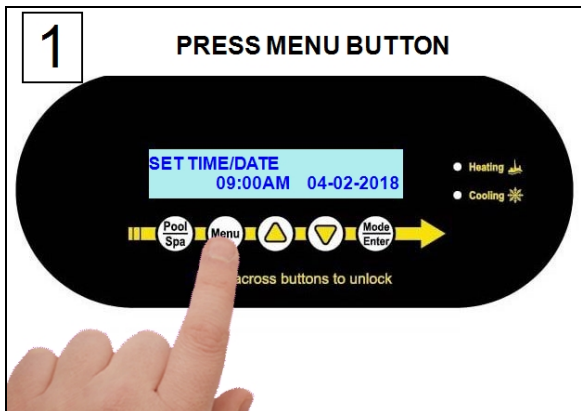 1
PRESS MENU BUTTON
SET TIME/DATE
09:00AM 04-02-2018
Heating
Cooling
Pool
Spa
Menu
Mode
Enter
across buttons to unlock